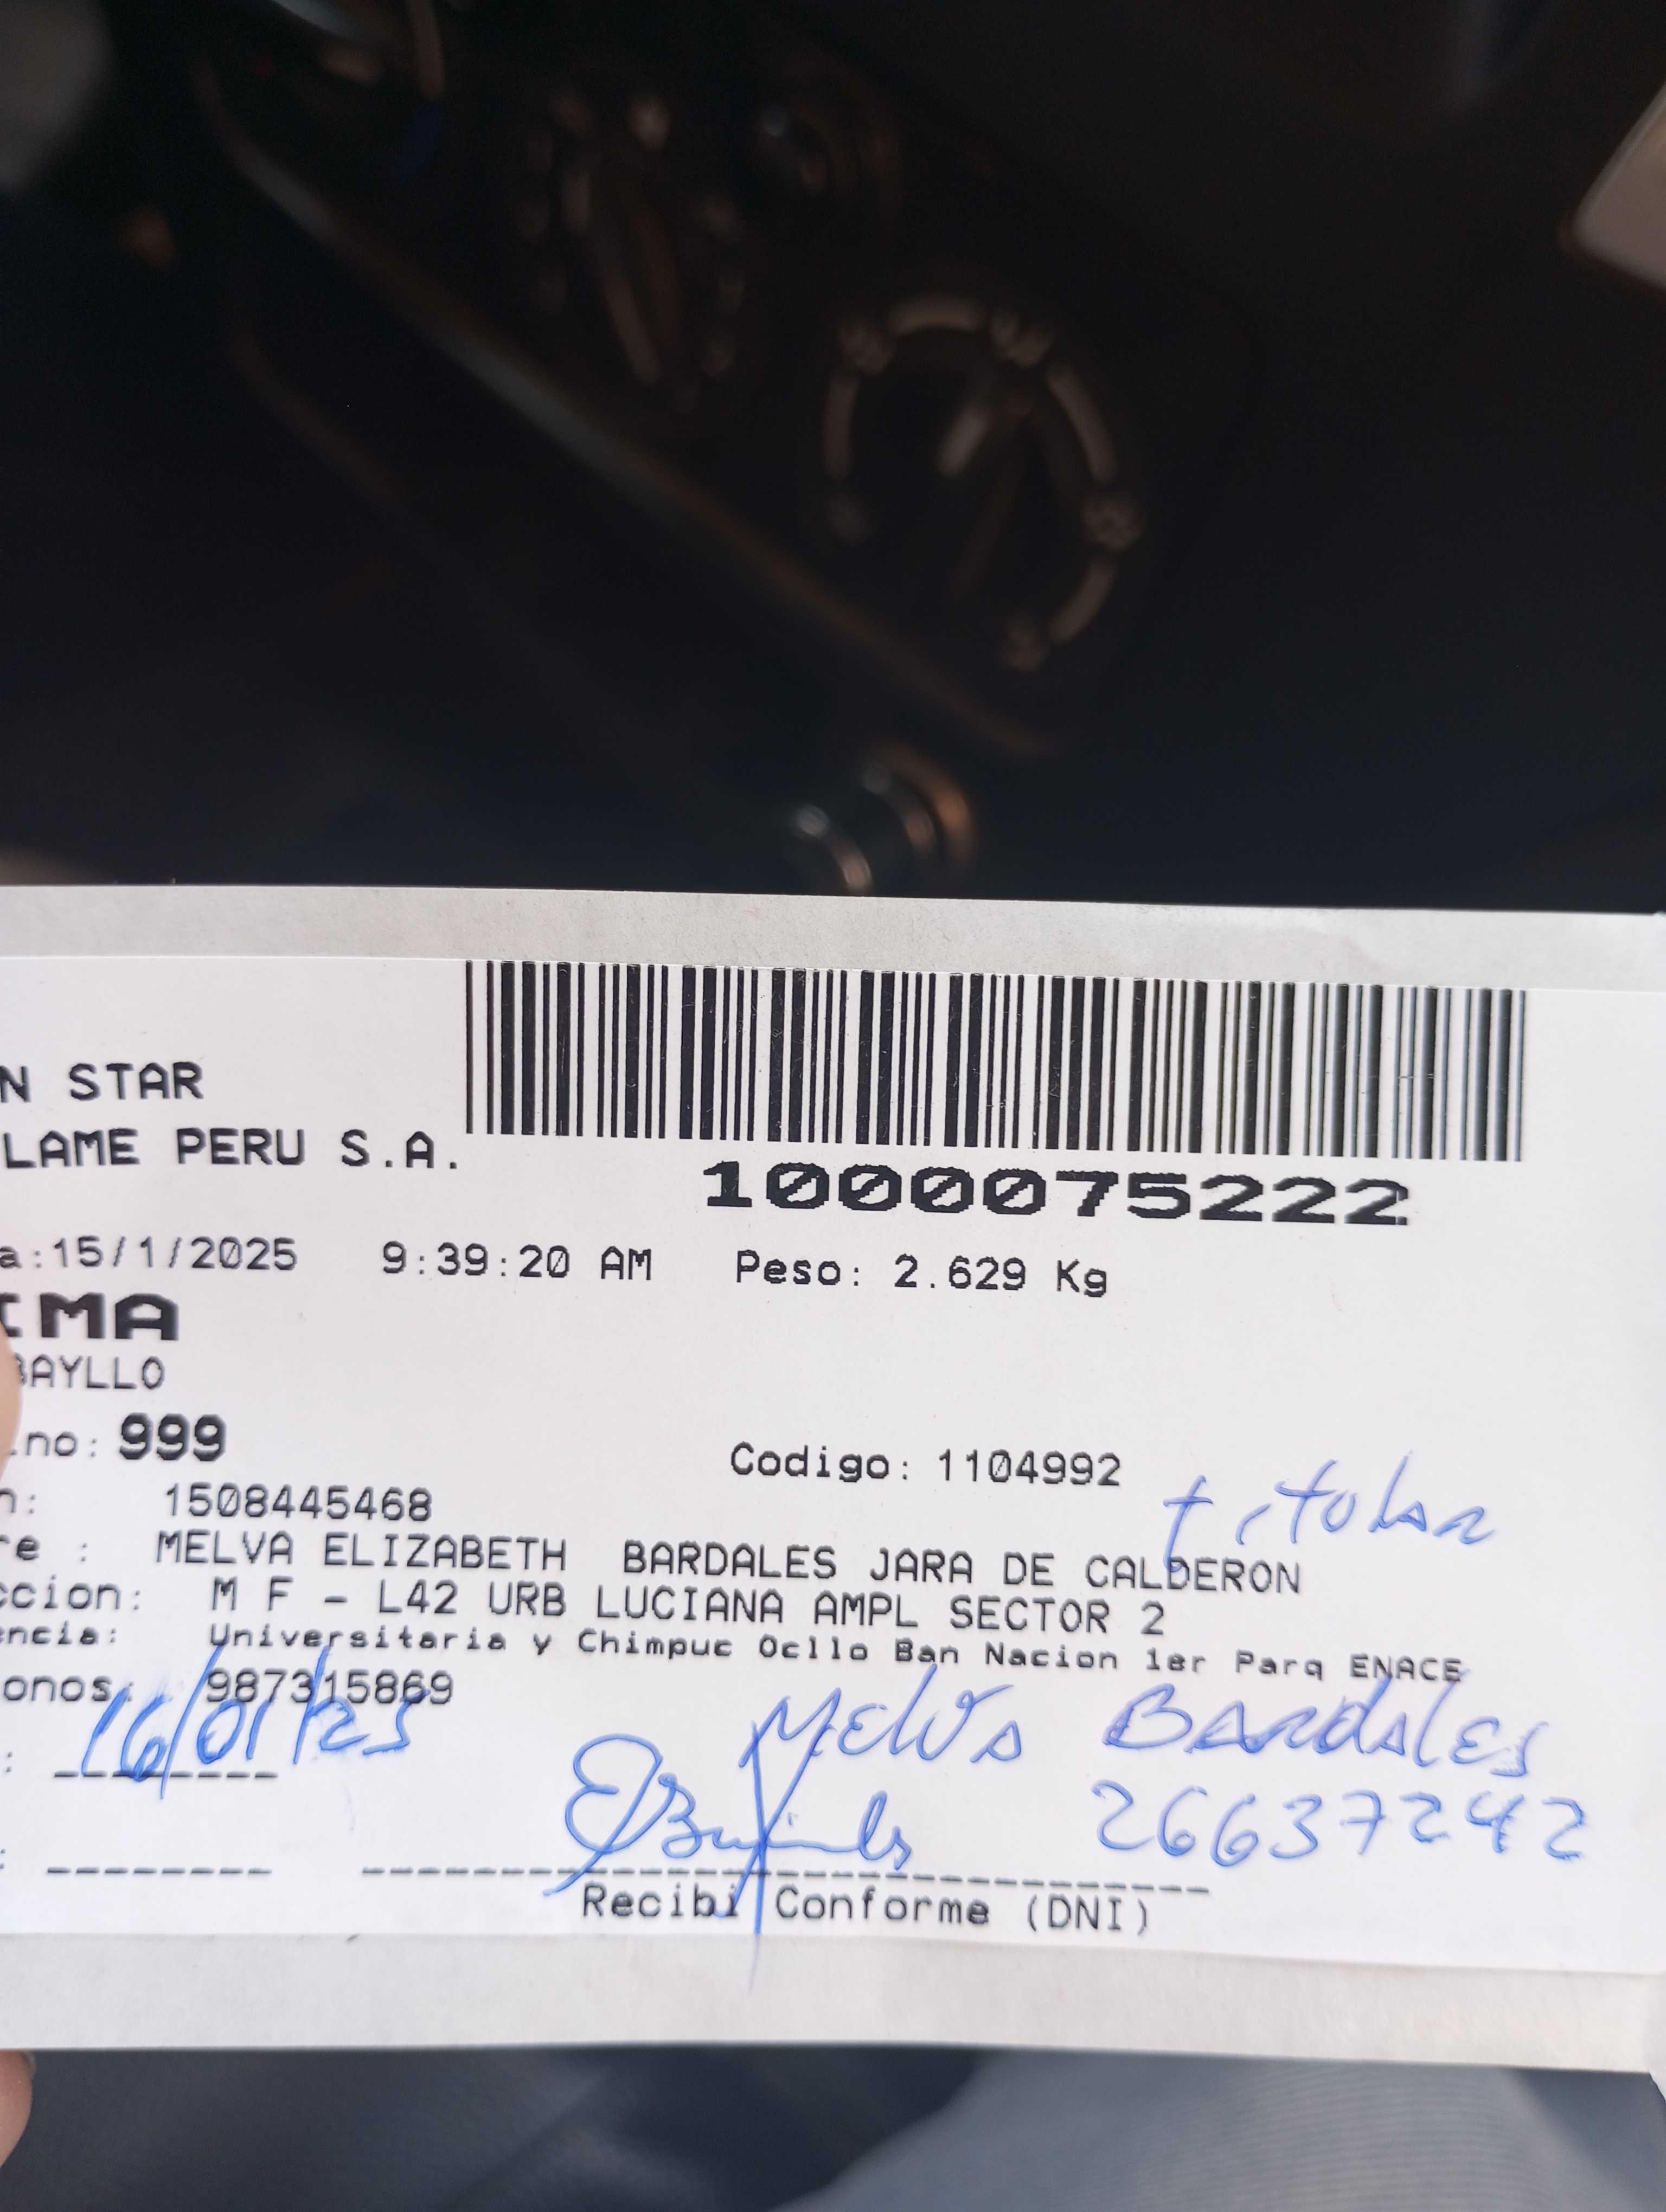 N STAR
LAME PERU S.A.
1000075222
a:15/1/2025 9:39:20 AM Peso: 2.629 Kg
IMA
BAYLLO
no: 999
Codigo: 1104992
titular
n: 1508445468
re : MELVA ELIZABETH BARDALES JARA DE CALDERON
ccion: M F - L42 URB LUCIANA AMPL SECTOR 2
encia: Universitaria y Chimpuc Ocllo Ban Nacion 1er Parq ENACE
onos: 987315869
16/01/25
Melva Bardales
26637242
Recibi Conforme (DNI)